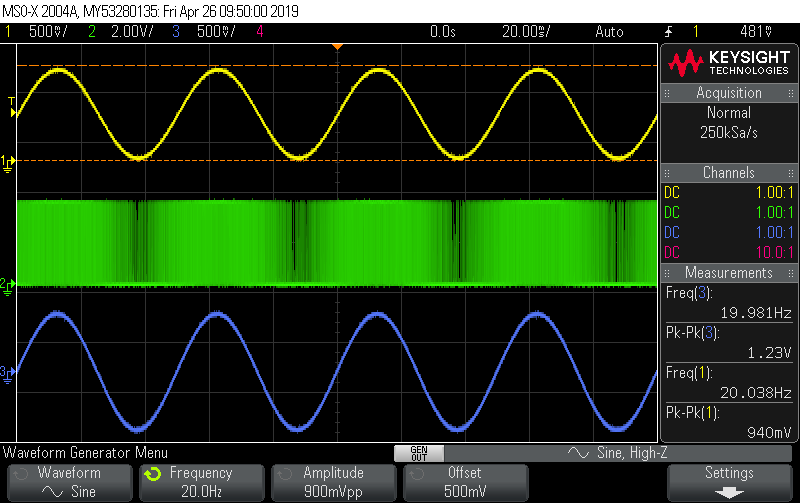 MSO-X 2004A, MY53280135: Fri Apr 26 09:50:00 2019
1 500mV/ 2 2.00V/ 3 500mV/ 4 0.0s 20.00ms/ Auto 1 481mV
KEYSIGHT
TECHNOLOGIES
Acquisition
Normal
250kSa/s
Channels
DC 1.00:1
DC 1.00:1
DC 1.00:1
DC 10.0:1
Measurements
Freq(3):
19.981Hz
Pk-Pk(3):
1.23V
Freq(1):
20.038Hz
Pk-Pk(1):
940mV
T
1
2
3
Waveform Generator Menu
GEN
OUT
Sine, High-Z
Waveform
Sine
Frequency
20.0Hz
Amplitude
900mVpp
Offset
500mV
Settings